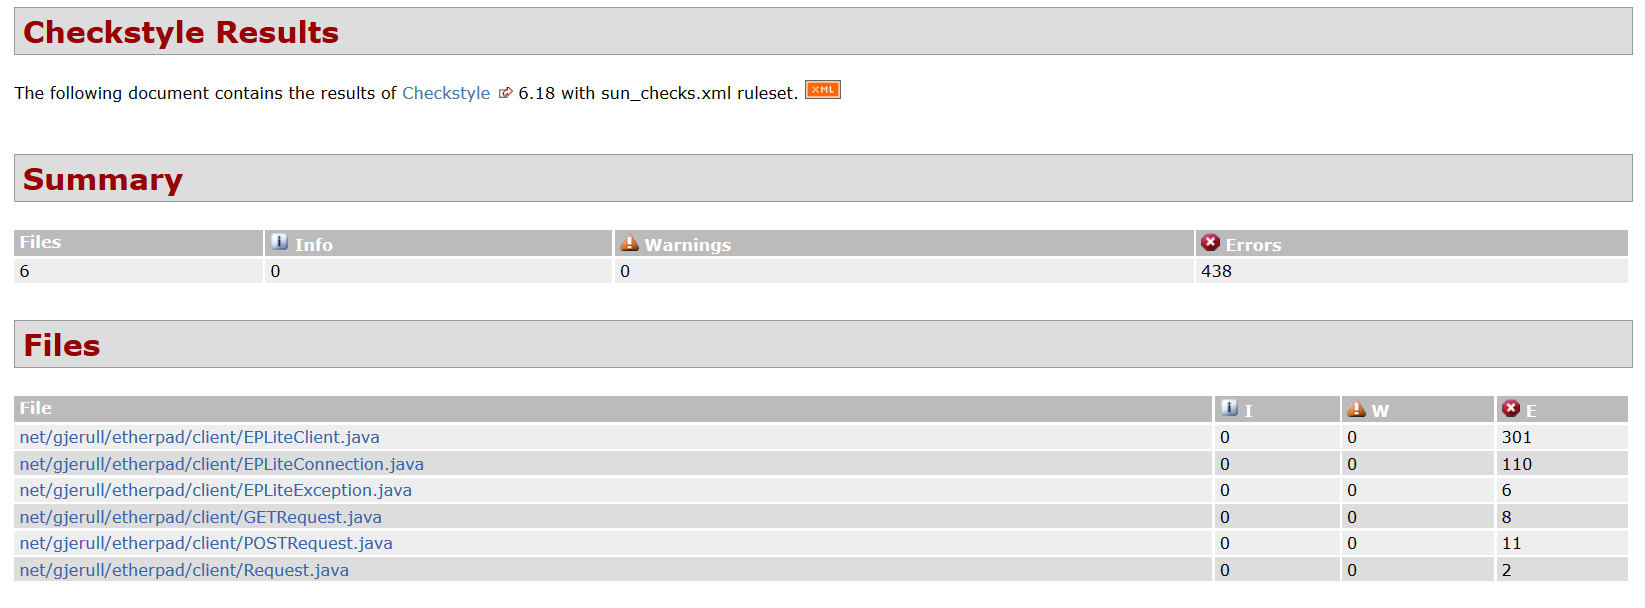 Checkstyle Results
The following document contains the results of Checkstyle 6.18 with sun_checks.xml ruleset. XML
Summary
Files Info Warnings Errors
6 0 0 438
Files
File I W E
net/gjerull/etherpad/client/EPLiteClient.java 0 0 301
net/gjerull/etherpad/client/EPLiteConnection.java 0 0 110
net/gjerull/etherpad/client/EPLiteException.java 0 0 6
net/gjerull/etherpad/client/GETRequest.java 0 0 8
net/gjerull/etherpad/client/POSTRequest.java 0 0 11
net/gjerull/etherpad/client/Request.java 0 0 2